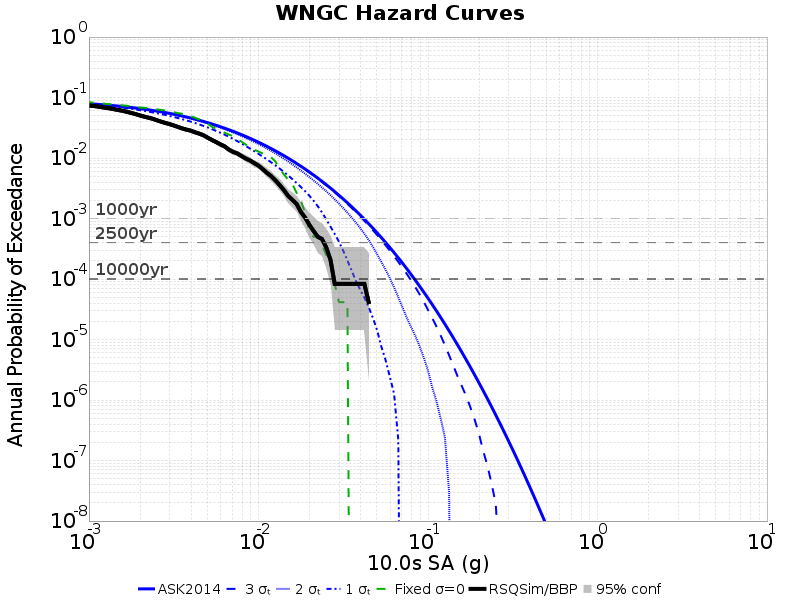 WNGC Hazard Curves
Annual Probability of Exceedance
10^0
10^-1
10^-2
10^-3
10^-4
10^-5
10^-6
10^-7
10^-8
1000yr
2500yr
10000yr
10^-3 10^-2 10^-1 10^0 10^1
10.0s SA (g)
ASK2014 3 σₜ 2 σₜ 1 σₜ Fixed σ=0 RSQSim/BBP 95% conf